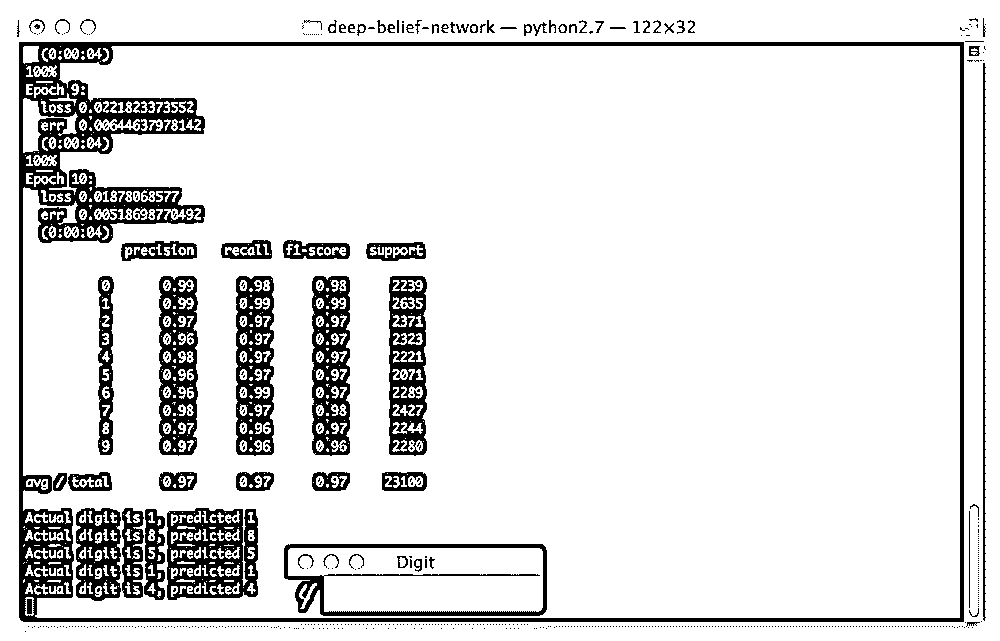 deep-belief-network — python2.7 — 122×32
(0:00:04)
100%
Epoch 9:
loss 0.0221823373552
err 0.00644637978142
(0:00:04)
100%
Epoch 10:
loss 0.01878068577
err 0.00518698770492
(0:00:04)
precision recall f1-score support
0 0.99 0.98 0.98 2239
1 0.99 0.99 0.99 2635
2 0.97 0.97 0.97 2371
3 0.96 0.97 0.97 2323
4 0.98 0.97 0.97 2221
5 0.96 0.97 0.97 2071
6 0.96 0.99 0.97 2289
7 0.98 0.97 0.98 2427
8 0.97 0.96 0.97 2244
9 0.97 0.96 0.96 2280
avg / total 0.97 0.97 0.97 23100
Actual digit is 1, predicted 1
Actual digit is 8, predicted 8
Actual digit is 5, predicted 5
Actual digit is 1, predicted 1
Actual digit is 4, predicted 4
Digit
4